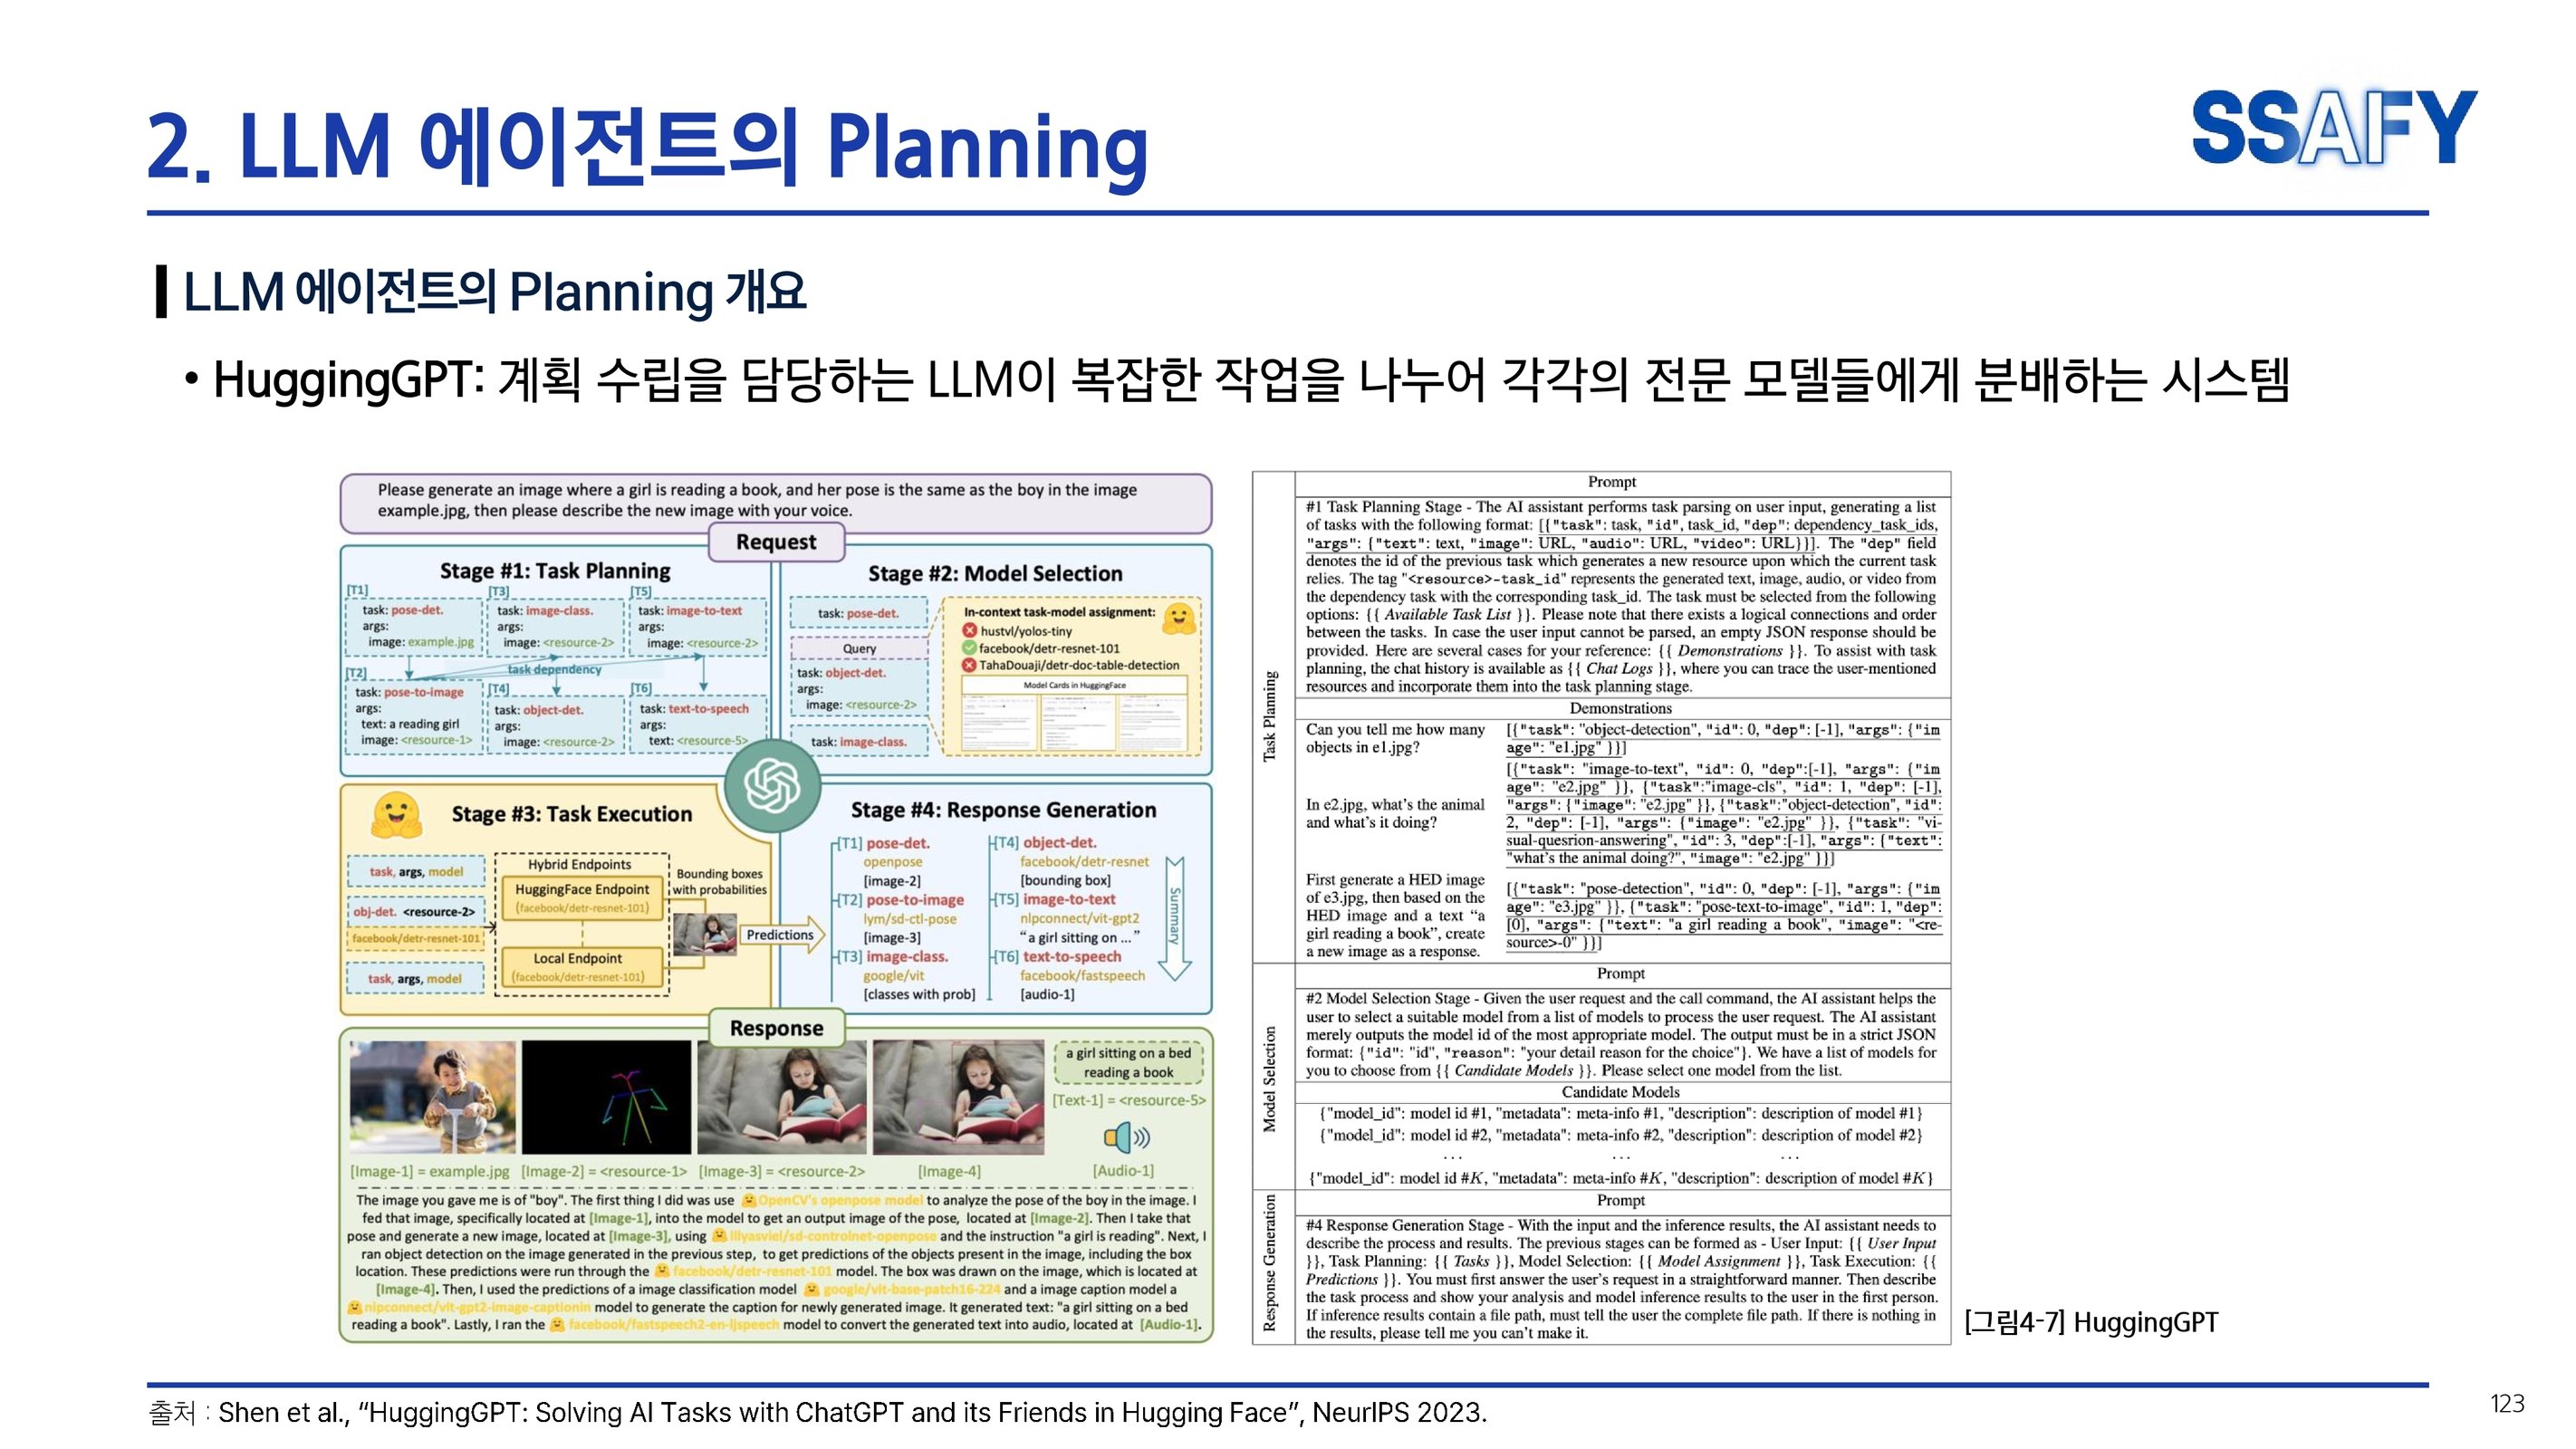 2. LLM 에이전트의 Planning
SSAFY
LLM 에이전트의 Planning 개요
• HuggingGPT: 계획 수립을 담당하는 LLM이 복잡한 작업을 나누어 각각의 전문 모델들에게 분배하는 시스템
Please generate an image where a girl is reading a book, and her pose is the same as the boy in the image
example.jpg, then please describe the new image with your voice.
Request
Stage #1: Task Planning
[T1]
task: pose-det.
args:
image: example.jpg
[T3]
task: image-class.
args:
image: <resource-2>
[T5]
task: image-to-text
args:
image: <resource-2>
task dependency
[T2]
task: pose-to-image
args:
text: a reading girl
image: <resource-1>
[T4]
task: object-det.
args:
image: <resource-2>
[T6]
task: text-to-speech
args:
text: <resource-5>
Stage #2: Model Selection
task: pose-det.
Query
task: object-det.
args:
image: <resource-2>
task: image-class.
In-context task-model assignment:
hustvl/yolos-tiny
facebook/detr-resnet-101
TahaDouaji/detr-doc-table-detection
Model Cards in HuggingFace
Stage #3: Task Execution
task, args, model
obj-det. <resource-2>
facebook/detr-resnet-101
task, args, model
Hybrid Endpoints
HuggingFace Endpoint
(facebook/detr-resnet-101)
Local Endpoint
(facebook/detr-resnet-101)
Bounding boxes
with probabilities
Predictions
Stage #4: Response Generation
[T1] pose-det.
openpose
[image-2]
[T2] pose-to-image
lym/sd-ctl-pose
[image-3]
[T3] image-class.
google/vit
[classes with prob]
[T4] object-det.
facebook/detr-resnet
[bounding box]
[T5] image-to-text
nlpconnect/vit-gpt2
“a girl sitting on ...”
[T6] text-to-speech
facebook/fastspeech
[audio-1]
Summary
Response
a girl sitting on a bed
reading a book
[Text-1] = <resource-5>
[Image-1] = example.jpg
[Image-2] = <resource-1>
[Image-3] = <resource-2>
[Image-4]
[Audio-1]
The image you gave me is of "boy". The first thing I did was use OpenCV's openpose model to analyze the pose of the boy in the image. I
fed that image, specifically located at [Image-1], into the model to get an output image of the pose, located at [Image-2]. Then I take that
pose and generate a new image, located at [Image-3], using lllyasviel/sd-controlnet-openpose and the instruction "a girl is reading". Next, I
ran object detection on the image generated in the previous step, to get predictions of the objects present in the image, including the box
location. These predictions were run through the facebook/detr-resnet-101 model. The box was drawn on the image, which is located at
[Image-4]. Then, I used the predictions of a image classification model google/vit-base-patch16-224 and a image caption model a
nlpconnect/vit-gpt2-image-captionin model to generate the caption for newly generated image. It generated text: "a girl sitting on a bed
reading a book". Lastly, I ran the facebook/fastspeech2-en-ljspeech model to convert the generated text into audio, located at [Audio-1].
Task Planning
Prompt
#1 Task Planning Stage - The AI assistant performs task parsing on user input, generating a list
of tasks with the following format: [{"task": task, "id", task_id, "dep": dependency_task_ids,
"args": {"text": text, "image": URL, "audio": URL, "video": URL}}]. The "dep" field
denotes the id of the previous task which generates a new resource upon which the current task
relies. The tag "<resource>-task_id" represents the generated text, image, audio, or video from
the dependency task with the corresponding task_id. The task must be selected from the following
options: {{ Available Task List }}. Please note that there exists a logical connections and order
between the tasks. In case the user input cannot be parsed, an empty JSON response should be
provided. Here are several cases for your reference: {{ Demonstrations }}. To assist with task
planning, the chat history is available as {{ Chat Logs }}, where you can trace the user-mentioned
resources and incorporate them into the task planning stage.
Demonstrations
Can you tell me how many
objects in e1.jpg?
[{"task": "object-detection", "id": 0, "dep": [-1], "args": {"im
age": "e1.jpg" }}]
In e2.jpg, what's the animal
and what's it doing?
[{"task": "image-to-text", "id": 0, "dep":[-1], "args": {"im
age": "e2.jpg" }}, {"task":"image-cls", "id": 1, "dep": [-1],
"args": {"image": "e2.jpg" }}, {"task":"object-detection", "id":
2, "dep": [-1], "args": {"image": "e2.jpg" }}, {"task": "vi-
sual-quesrion-answering", "id": 3, "dep":[-1], "args": {"text":
"what's the animal doing?", "image": "e2.jpg" }}]
First generate a HED image
of e3.jpg, then based on the
HED image and a text “a
girl reading a book”, create
a new image as a response.
[{"task": "pose-detection", "id": 0, "dep": [-1], "args": {"im
age": "e3.jpg" }}, {"task": "pose-text-to-image", "id": 1, "dep":
[0], "args": {"text": "a girl reading a book", "image": "<re-
source>-0" }}]
Model Selection
Prompt
#2 Model Selection Stage - Given the user request and the call command, the AI assistant helps the
user to select a suitable model from a list of models to process the user request. The AI assistant
merely outputs the model id of the most appropriate model. The output must be in a strict JSON
format: {"id": "id", "reason": "your detail reason for the choice"}. We have a list of models for
you to choose from {{ Candidate Models }}. Please select one model from the list.
Candidate Models
{"model_id": model id #1, "metadata": meta-info #1, "description": description of model #1}
{"model_id": model id #2, "metadata": meta-info #2, "description": description of model #2}
... ... ...
{"model_id": model id #K, "metadata": meta-info #K, "description": description of model #K}
Response Generation
Prompt
#4 Response Generation Stage - With the input and the inference results, the AI assistant needs to
describe the process and results. The previous stages can be formed as - User Input: {{ User Input
}}, Task Planning: {{ Tasks }}, Model Selection: {{ Model Assignment }}, Task Execution: {{
Predictions }}. You must first answer the user's request in a straightforward manner. Then describe
the task process and show your analysis and model inference results to the user in the first person.
If inference results contain a file path, must tell the user the complete file path. If there is nothing in
the results, please tell me you can't make it.
[그림4-7] HuggingGPT
출처 : Shen et al., “HuggingGPT: Solving AI Tasks with ChatGPT and its Friends in Hugging Face”, NeurIPS 2023.
123